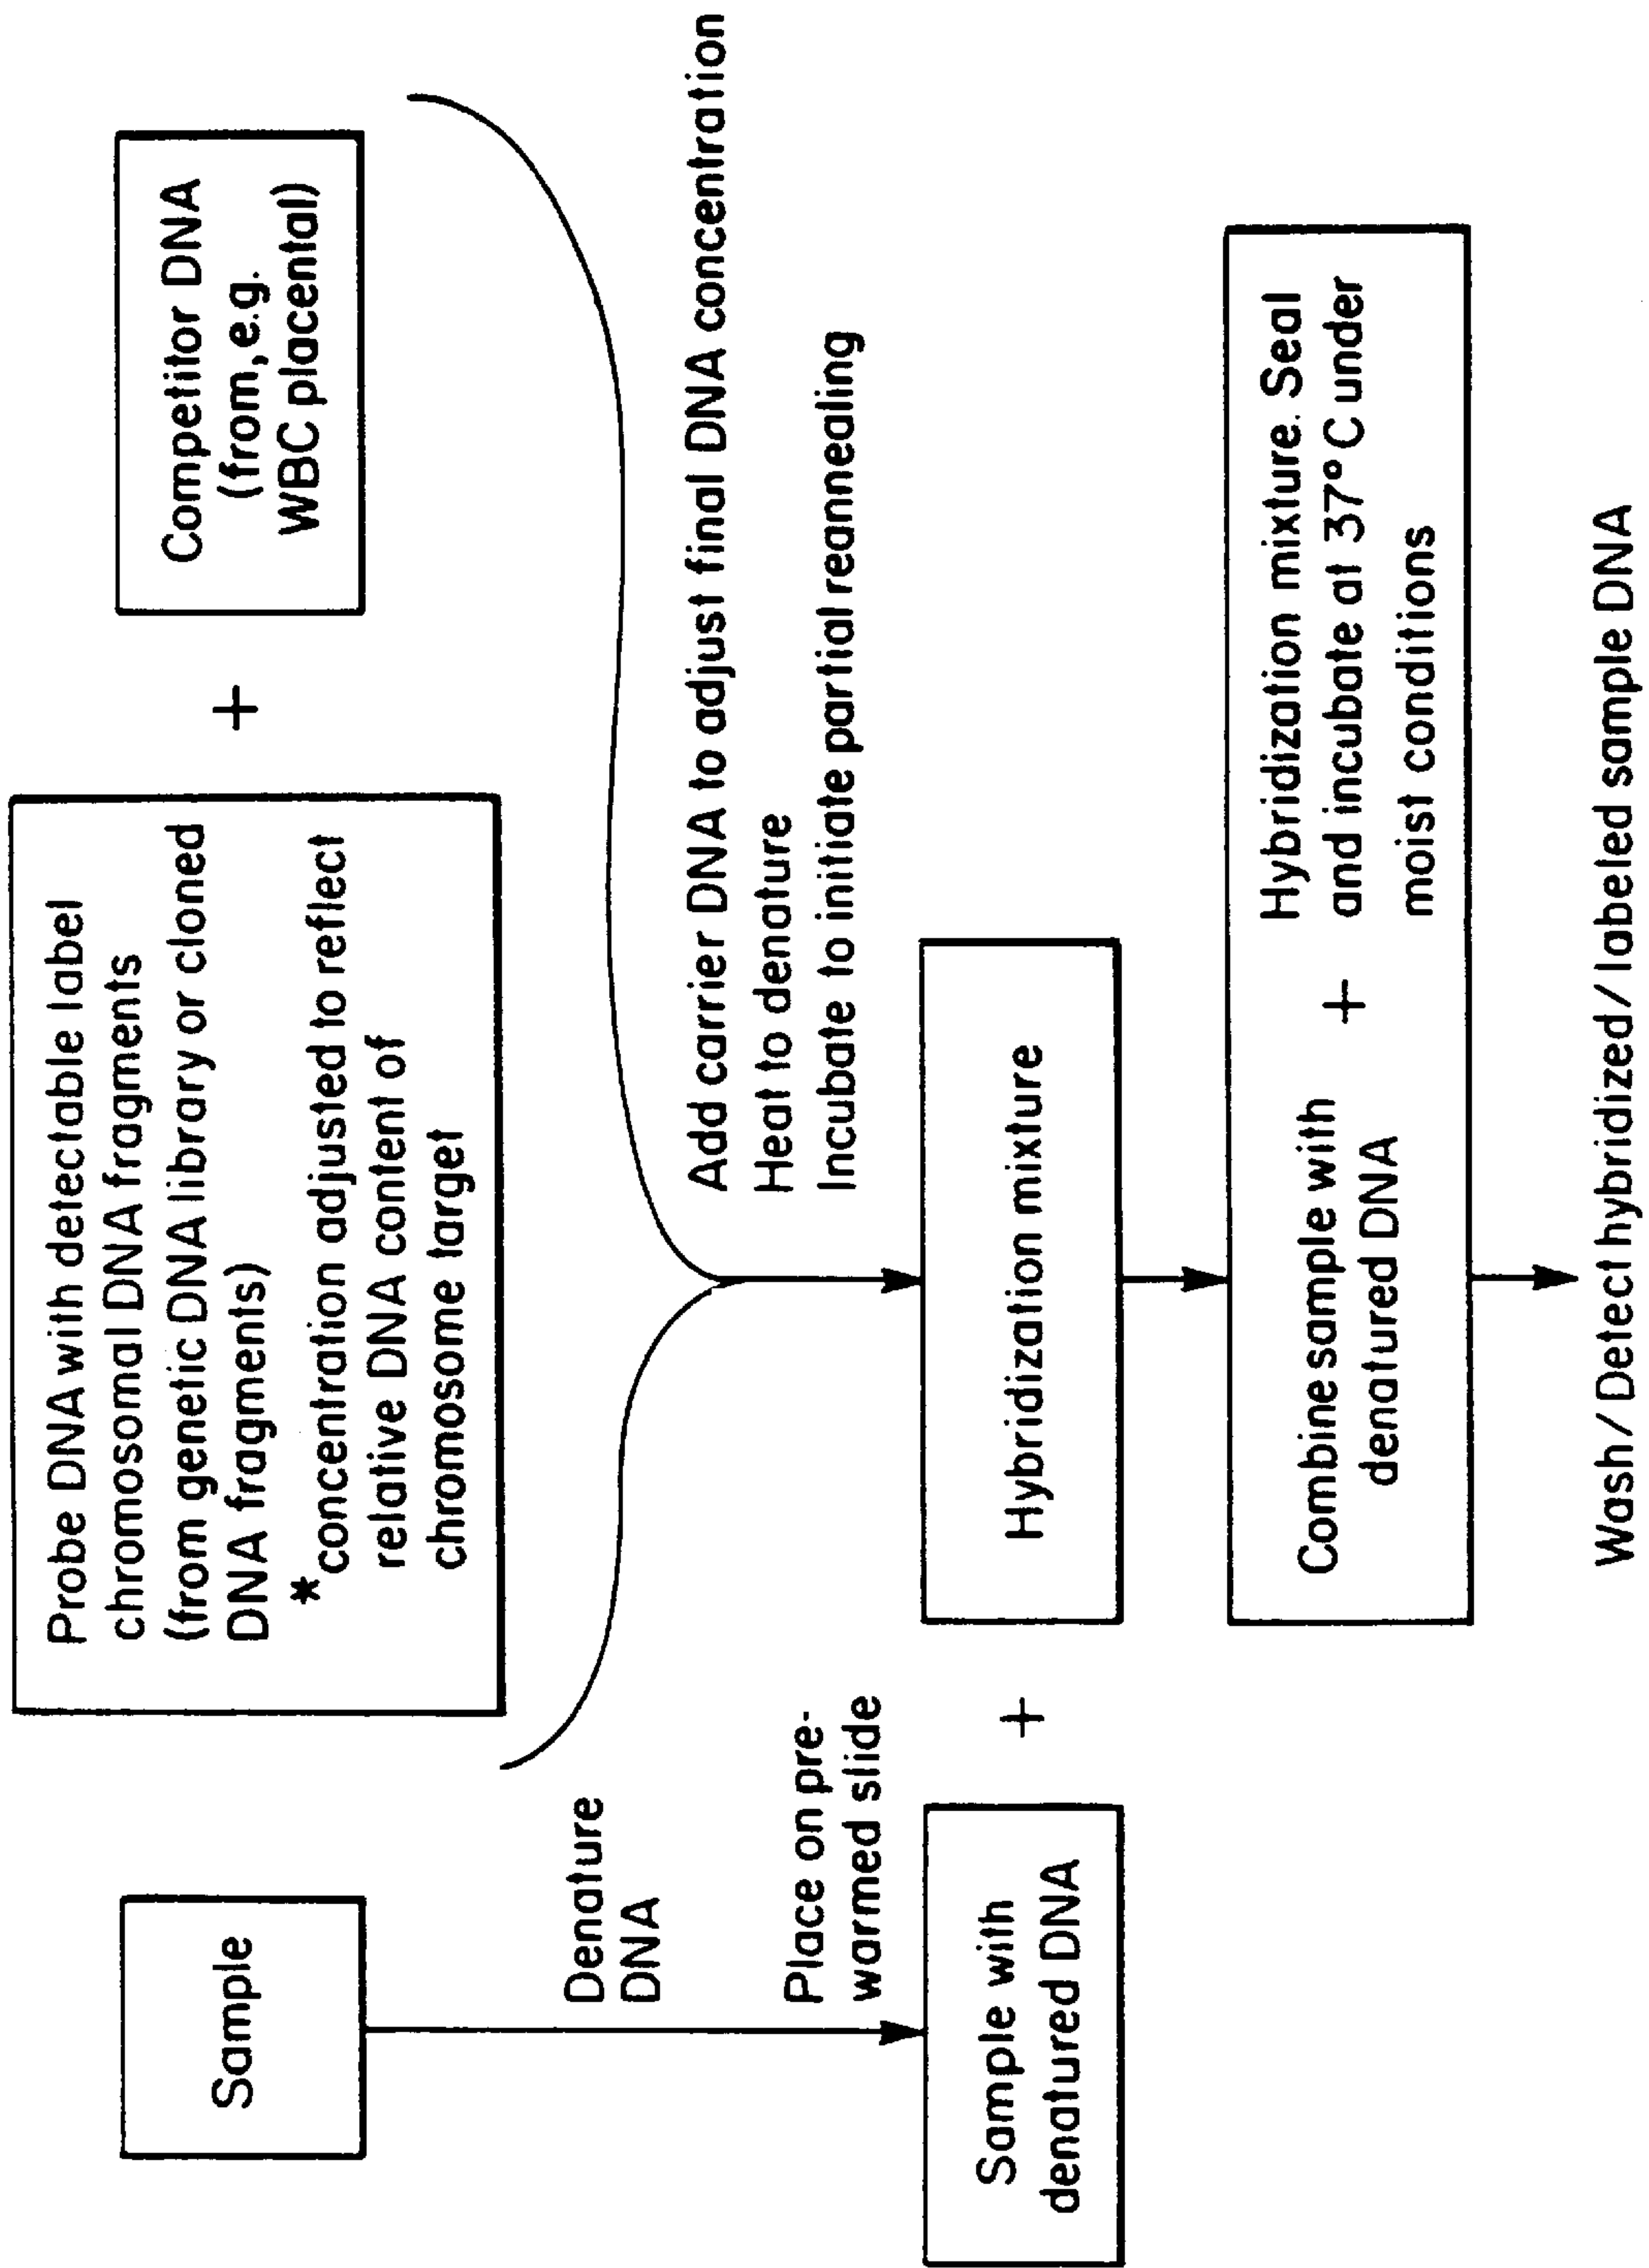 Sample
Denature
DNA
Place on pre-
warmed slide
Sample with
denatured DNA
+
Probe DNA with detectable label
chromosomal DNA fragments
(from genetic DNA library or cloned
DNA fragments)
*concentration adjusted to reflect
relative DNA content of
chromosome target
+
Competitor DNA
(from, e.g.
WBC placental)
Add carrier DNA to adjust final DNA concentration
Heat to denature
Incubate to initiate partial reannealing
Hybridization mixture
Combine sample with
denatured DNA
+
Hybridization mixture. Seal
and incubate at 37°C under
moist conditions
Wash / Detect hybridized / labeled sample DNA